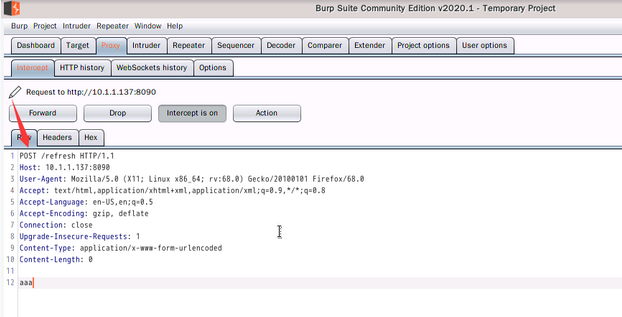 Burp Suite Community Edition v2020.1 - Temporary Project
Burp Project Intruder Repeater Window Help
Dashboard Target Proxy Intruder Repeater Sequencer Decoder Comparer Extender Project options User options
Intercept HTTP history WebSockets history Options
Request to http://10.1.1.137:8090
Forward Drop Intercept is on Action
Headers Hex
1 POST /refresh HTTP/1.1
2 Host: 10.1.1.137:8090
3 User-Agent: Mozilla/5.0 (X11; Linux x86_64; rv:68.0) Gecko/20100101 Firefox/68.0
4 Accept: text/html,application/xhtml+xml,application/xml;q=0.9,*/*;q=0.8
5 Accept-Language: en-US,en;q=0.5
6 Accept-Encoding: gzip, deflate
7 Connection: close
8 Upgrade-Insecure-Requests: 1
9 Content-Type: application/x-www-form-urlencoded
10 Content-Length: 0
11
12 aaa